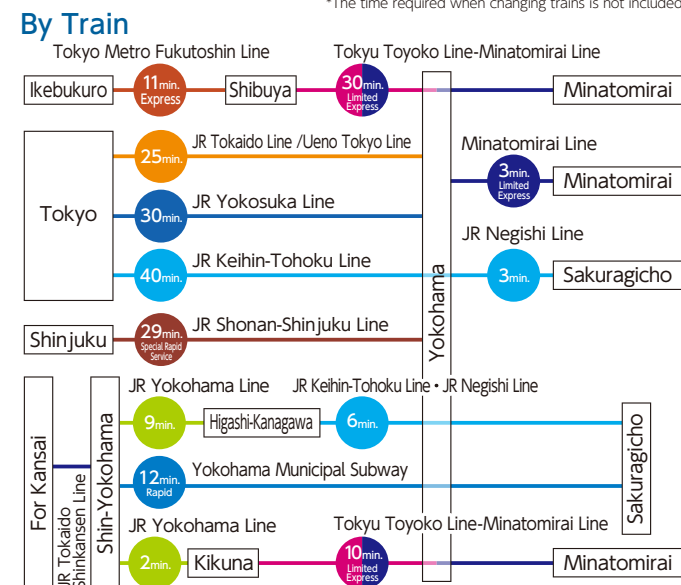 *The time required when changing trains is not included
By Train
Tokyo Metro Fukutoshin Line
Tokyu Toyoko Line-Minatomirai Line
Ikebukuro
11min.
Express
Shibuya
30min.
Limited
Express
Minatomirai
Tokyo
25min.
JR Tokaido Line /Ueno Tokyo Line
Minatomirai Line
3min.
Limited
Express
Minatomirai
30min.
JR Yokosuka Line
JR Negishi Line
40min.
JR Keihin-Tohoku Line
3min.
Sakuragicho
Yokohama
Shinjuku
29min.
Special Rapid
Service
JR Shonan-Shinjuku Line
For Kansai
JR Tokaido
Shinkansen Line
Shin-Yokohama
JR Yokohama Line
JR Keihin-Tohoku Line・JR Negishi Line
9min.
Higashi-Kanagawa
6min.
Sakuragicho
12min.
Rapid
Yokohama Municipal Subway
JR Yokohama Line
Tokyu Toyoko Line-Minatomirai Line
2min.
Kikuna
10min.
Limited
Express
Minatomirai